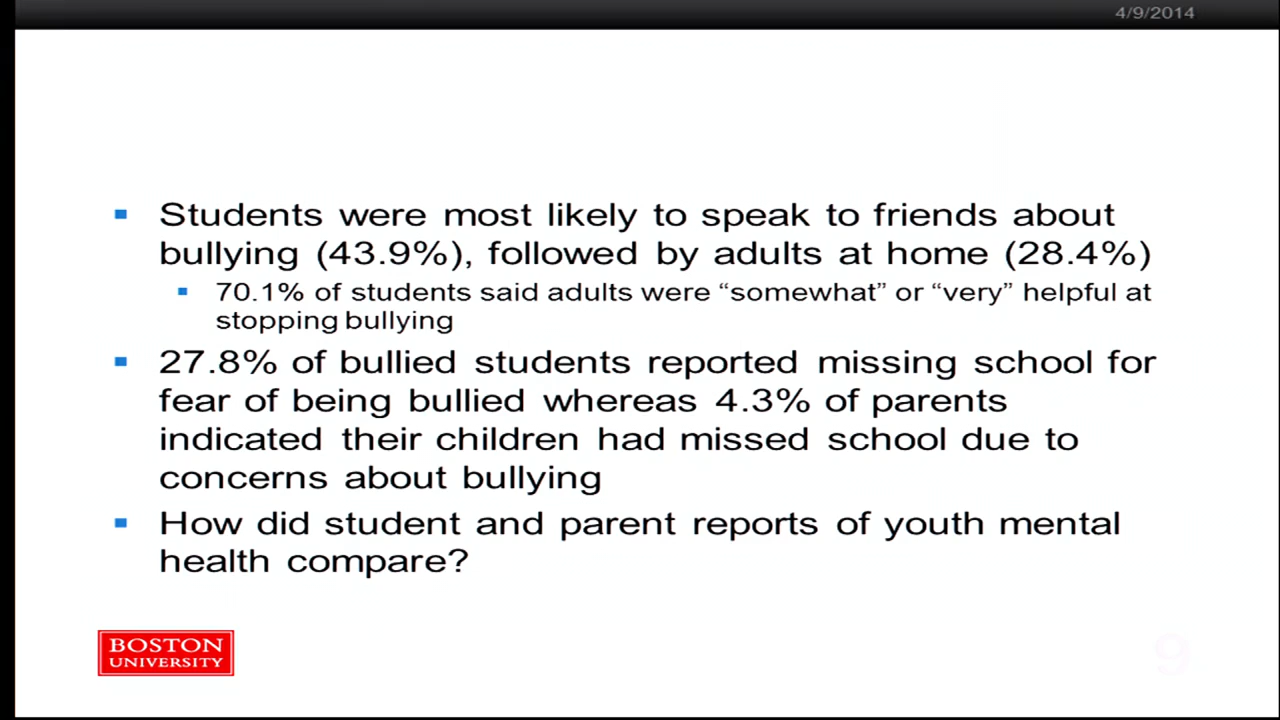 4/9/2014
Students were most likely to speak to friends about
bullying (43.9%), followed by adults at home (28.4%)
70.1% of students said adults were “somewhat” or “very” helpful at
stopping bullying
27.8% of bullied students reported missing school for
fear of being bullied whereas 4.3% of parents
indicated their children had missed school due to
concerns about bullying
How did student and parent reports of youth mental
health compare?
BOSTON
UNIVERSITY
9